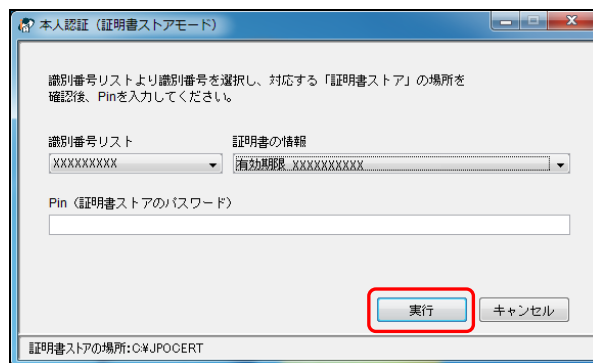 本人認証（証明書ストアモード）
識別番号リストより識別番号を選択し、対応する「証明書ストア」の場所を
確認後、Pinを入力してください。
識別番号リスト 証明書の情報
XXXXXXXXX 有効期限 XXXXXXXXXX
Pin（証明書ストアのパスワード）
実行 キャンセル
証明書ストアの場所:C:¥JPOCERT